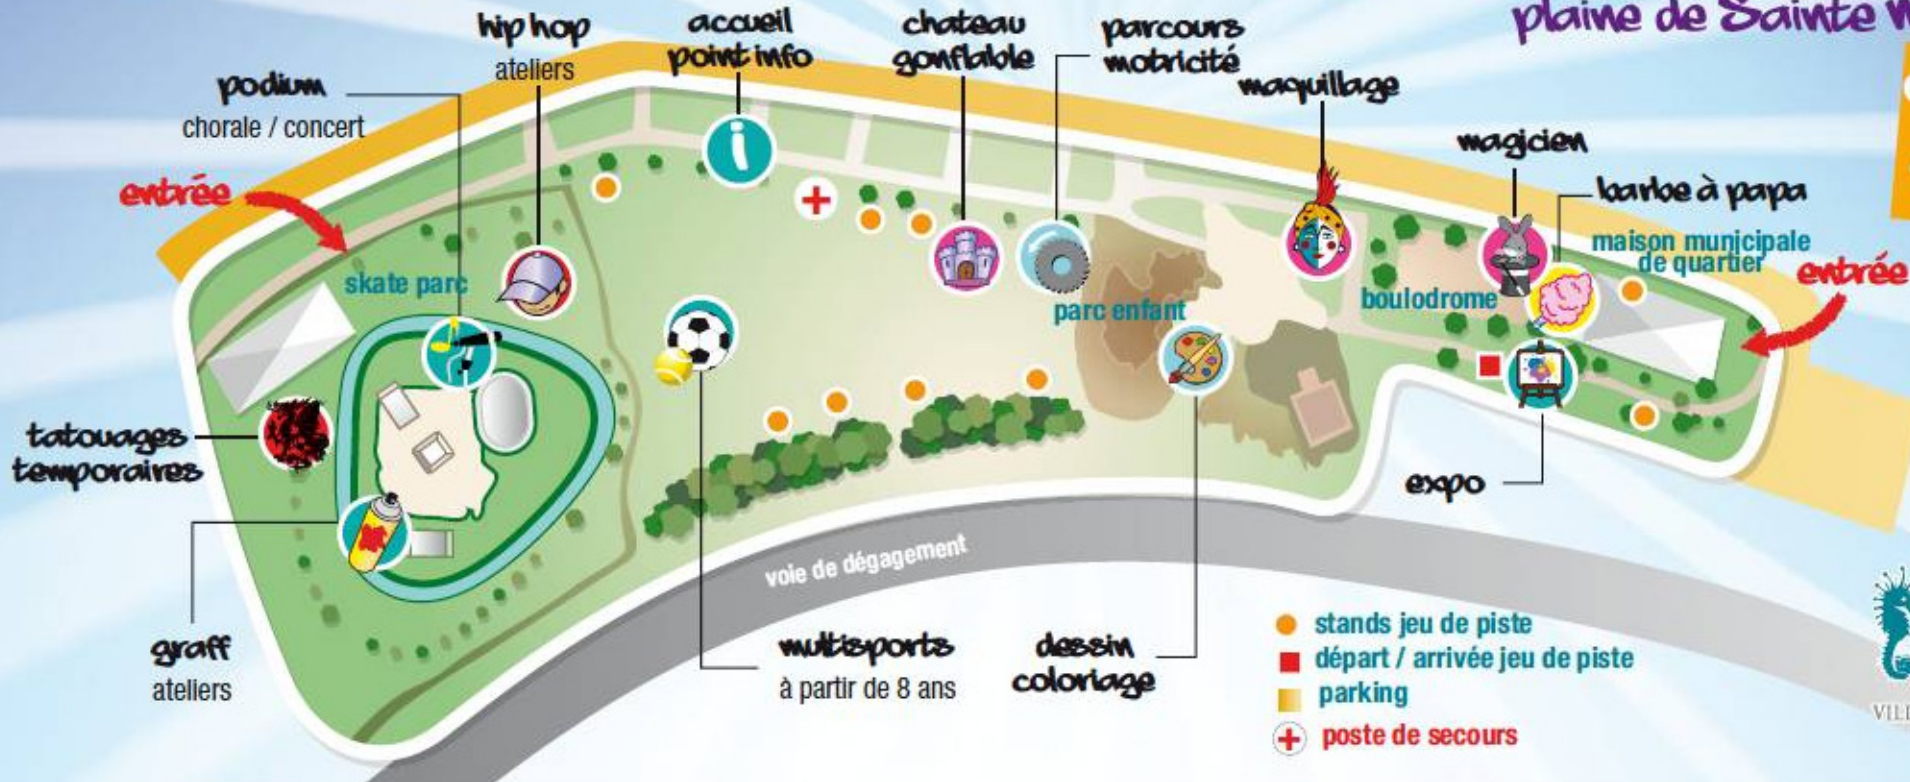 plaine de Sainte
hip hop
ateliers
accueil
point info
chateau
gonflable
parcours
motricité
maquillage
podium
chorale / concert
magicien
entrée
barbe à papa
maison municipale
de quartier
entrée
skate parc
boulodrome
parc enfant
tatouages
temporaires
expo
voie de dégagement
graff
ateliers
multisports
à partir de 8 ans
dessin
coloriage
stands jeu de piste
départ / arrivée jeu de piste
parking
poste de secours